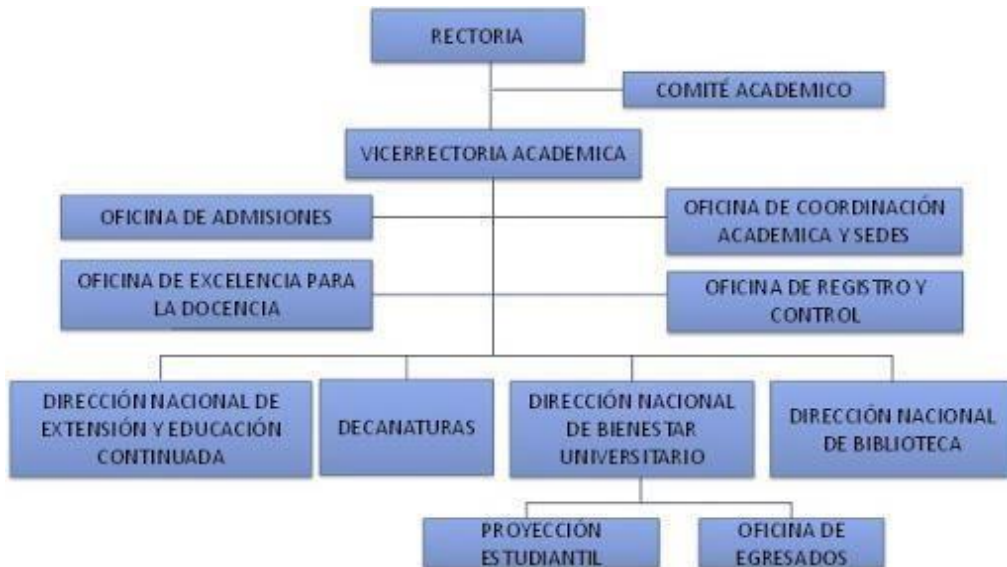 RECTORIA
COMITÉ ACADEMICO
VICERRECTORIA ACADEMICA
OFICINA DE ADMISIONES
OFICINA DE COORDINACIÓN
ACADEMICA Y SEDES
OFICINA DE EXCELENCIA PARA
LA DOCENCIA
OFICINA DE REGISTRO Y
CONTROL
DIRECCIÓN NACIONAL DE
EXTENSIÓN Y EDUCACIÓN
CONTINUADA
DECANATURAS
DIRECCIÓN NACIONAL
DE BIENESTAR
UNIVERSITARIO
DIRECCIÓN NACIONAL
DE BIBLIOTECA
PROYECCIÓN
ESTUDIANTIL
OFICINA DE
EGRESADOS